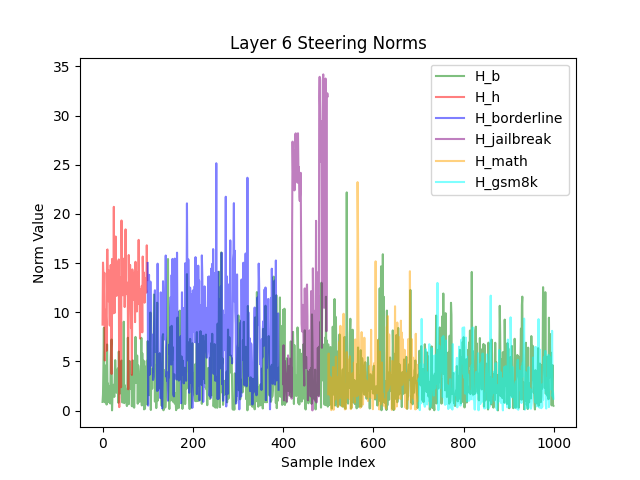 Layer 6 Steering Norms
Norm Value
35
30
25
20
15
10
5
0
H_b
H_h
H_borderline
H_jailbreak
H_math
H_gsm8k
0
200
400
600
800
1000
Sample Index